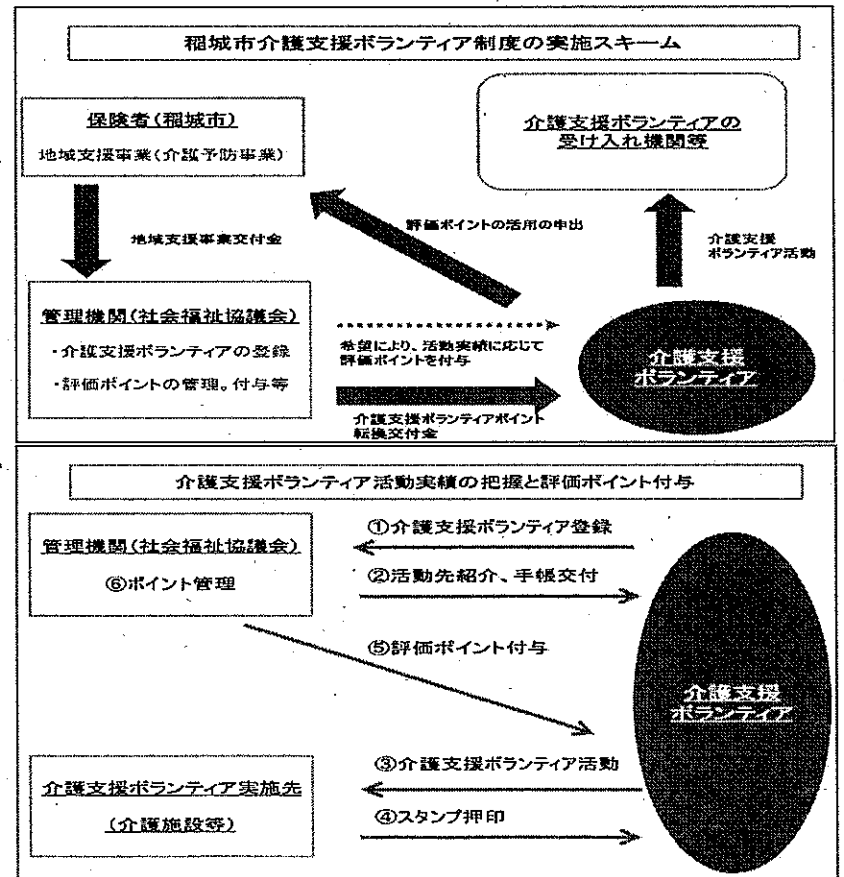 稲城市介護支援ボランティア制度の実施スキーム
保険者(稲城市)
地域支援事業(介護予防事業)
介護支援ボランティアの
受け入れ機関等
地域支援事業交付金
評価ポイントの活用の申出
介護支援
ボランティア活動
管理機関(社会福祉協議会)
・介護支援ボランティアの登録
・評価ポイントの管理。付与等
希望により、活動実績に応じて
評価ポイントを付与
介護支援ボランティアポイント
転換交付金
介護支援
ボランティア
介護支援ボランティア活動実績の把握と評価ポイント付与
管理機関(社会福祉協議会)
⑥ポイント管理
①介護支援ボランティア登録
②活動先紹介、手帳交付
⑤評価ポイント付与
介護支援
ボランティア
介護支援ボランティア実施先
(介護施設等)
③介護支援ボランティア活動
④スタンプ押印